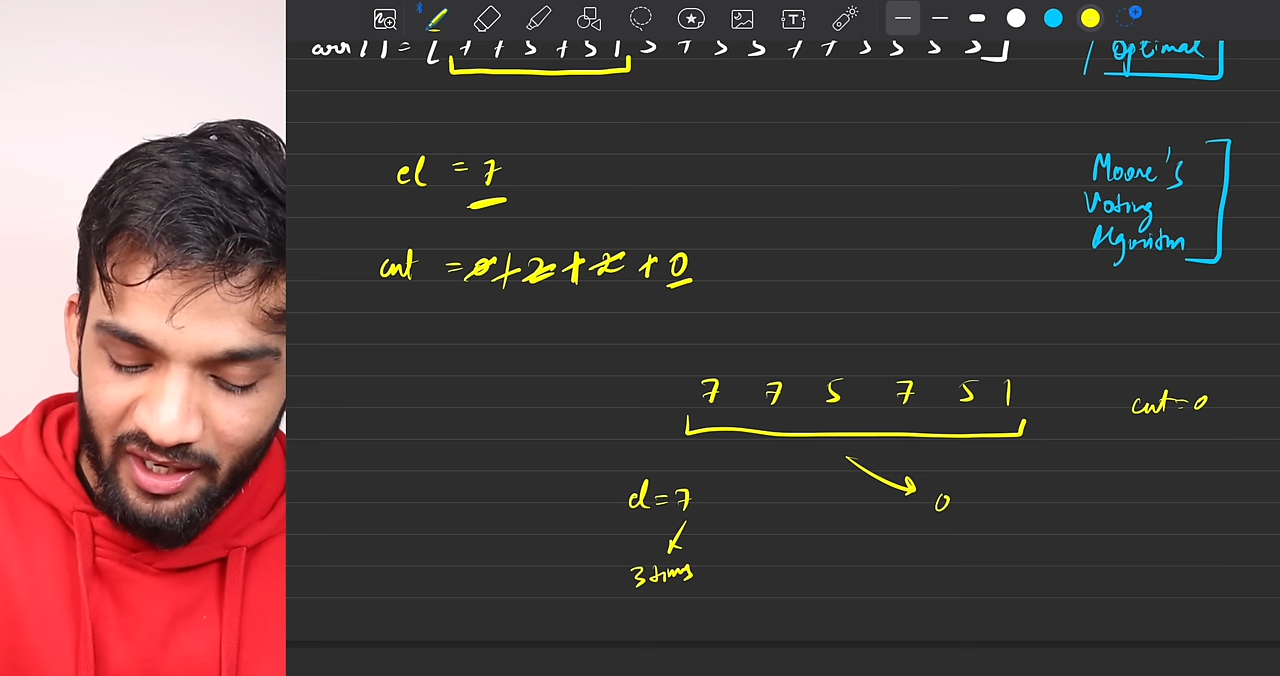 arr[] = [ 7 7 5 7 5 1 5 7 5 5 7 7 5 5 5 5 ]
/ Optimal
el = 7
Moore's
Voting
Algorithm
cnt = 0 1 2 1 2 1 0
7 7 5 7 5 1
cnt = 0
el = 7
0
3 times